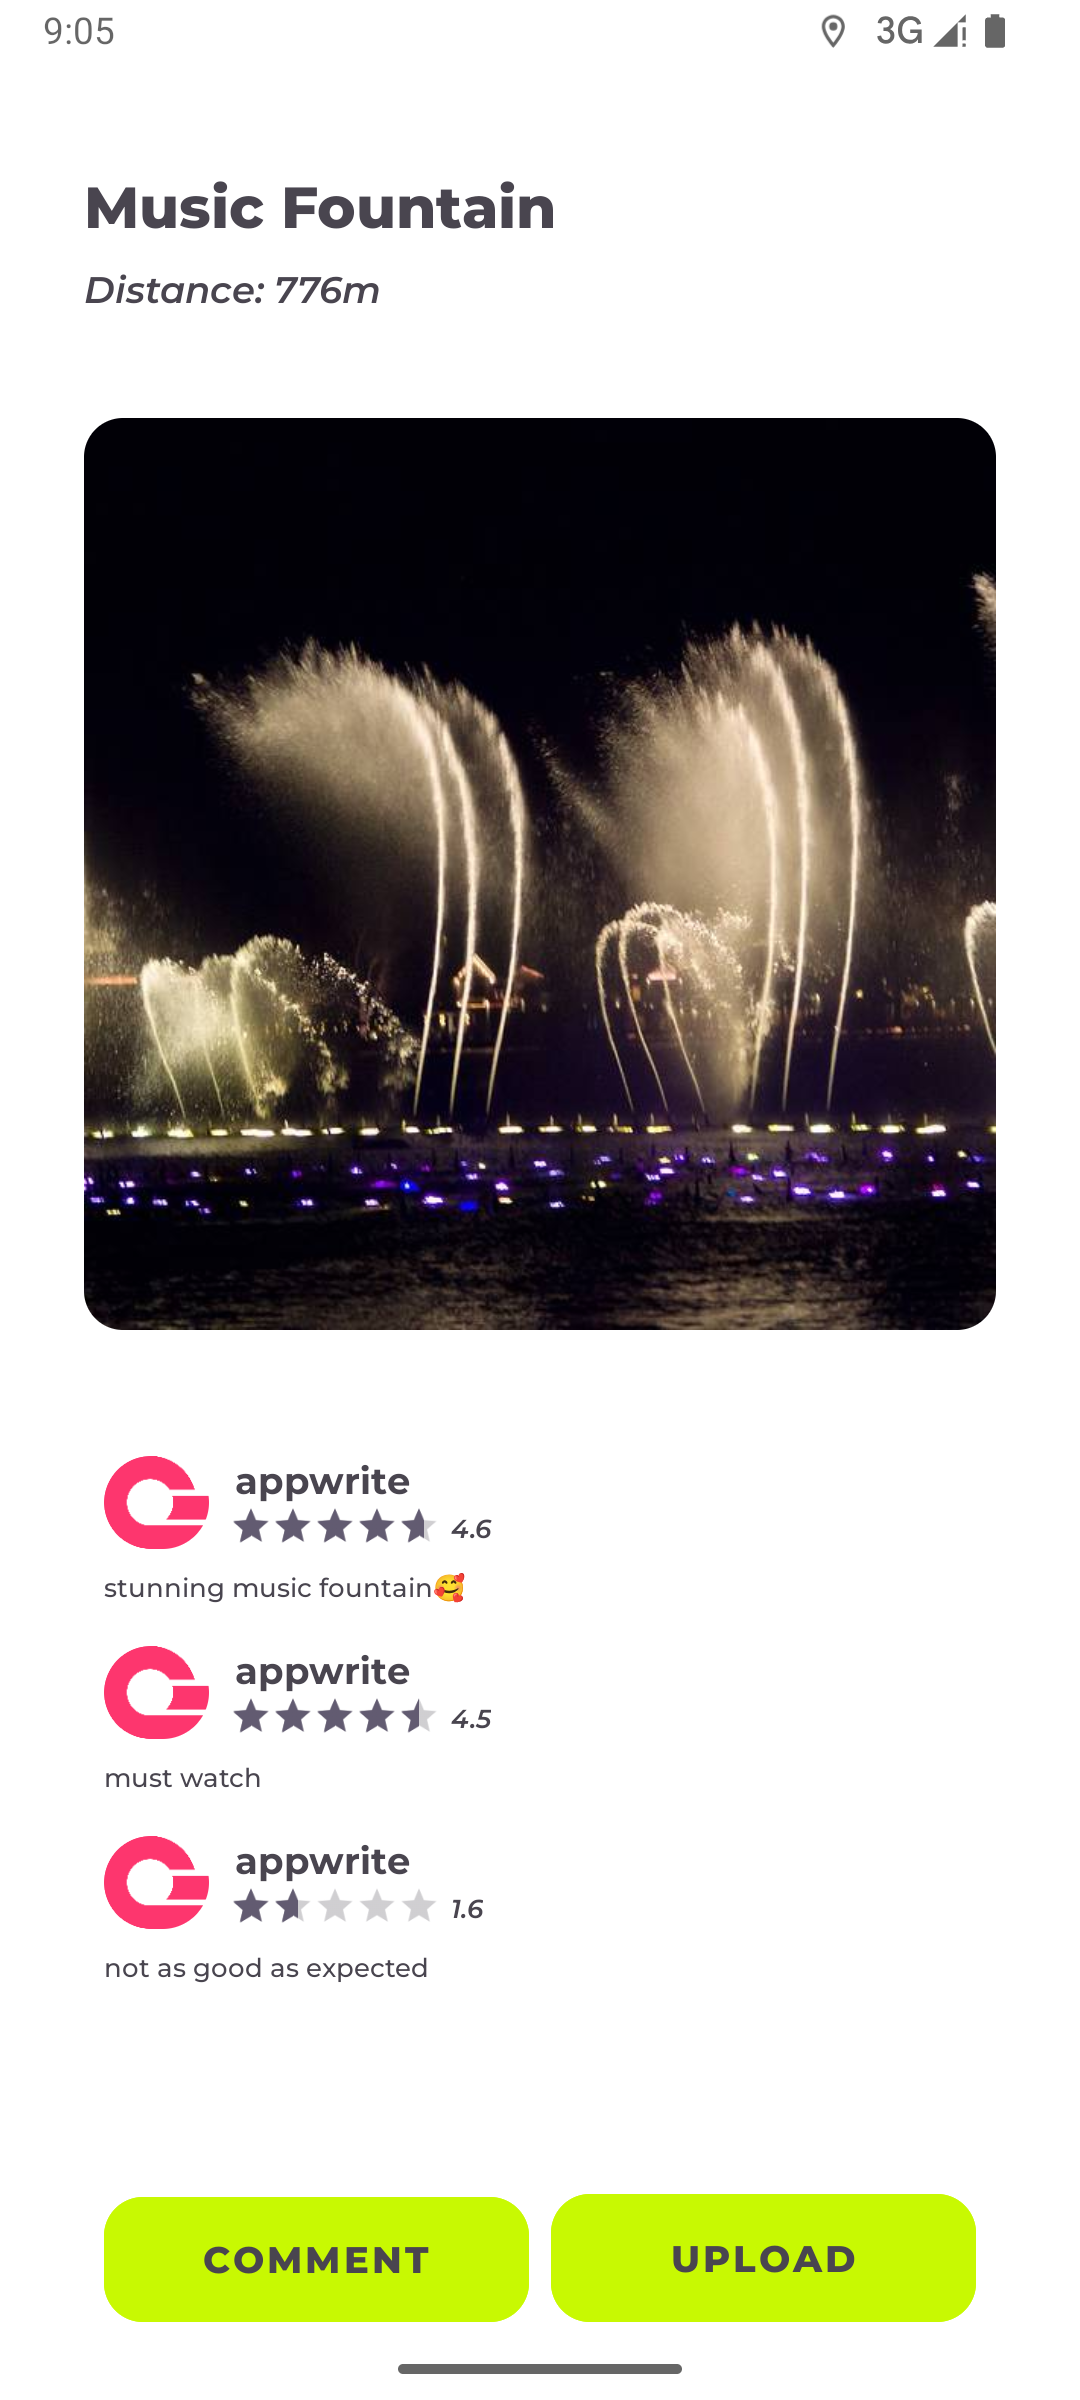 9:05
3G
Music Fountain
Distance: 776m
appwrite
4.6
stunning music fountain🥰
appwrite
4.5
must watch
appwrite
1.6
not as good as expected
COMMENT
UPLOAD